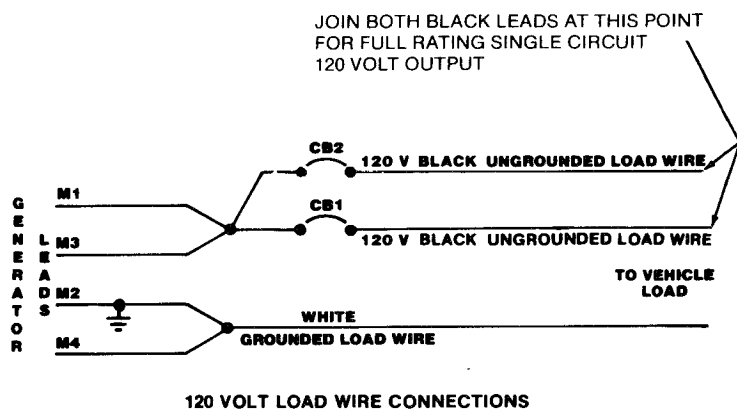 JOIN BOTH BLACK LEADS AT THIS POINT
FOR FULL RATING SINGLE CIRCUIT
120 VOLT OUTPUT
CB2
120 V BLACK UNGROUNDED LOAD WIRE
GENERATOR
LEADS
M1
CB1
M3
120 V BLACK UNGROUNDED LOAD WIRE
TO VEHICLE
LOAD
M2
WHITE
GROUNDED LOAD WIRE
M4
120 VOLT LOAD WIRE CONNECTIONS